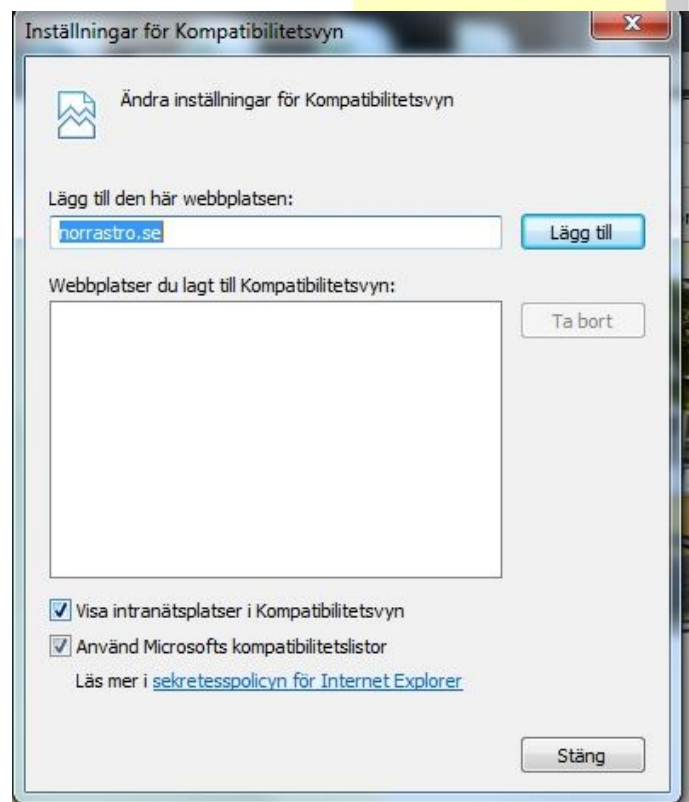 Inställningar för Kompatibilitetsvyn
Ändra inställningar för Kompatibilitetsvyn
Lägg till den här webbplatsen:
norrastro.se
Lägg till
Webbplatser du lagt till Kompatibilitetsvyn:
Ta bort
Visa intranätsplatser i Kompatibilitetsvyn
Använd Microsofts kompatibilitetslistor
Läs mer i sekretesspolicyn för Internet Explorer
Stäng